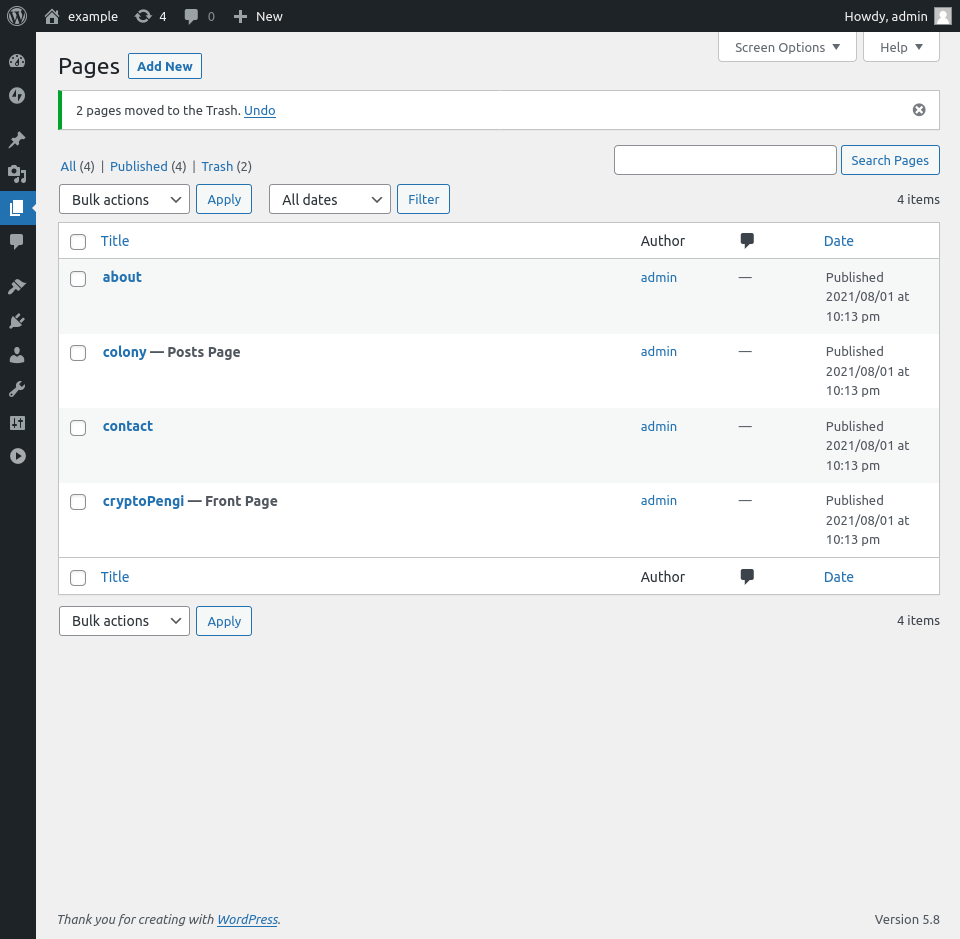 example 4 0 New Howdy, admin
Screen Options Help
Pages Add New
2 pages moved to the Trash. Undo
All (4) | Published (4) | Trash (2) Search Pages
Bulk actions Apply All dates Filter 4 items
Title Author Date
about admin — Published
2021/08/01 at
10:13 pm
colony — Posts Page admin — Published
2021/08/01 at
10:13 pm
contact admin — Published
2021/08/01 at
10:13 pm
cryptoPengi — Front Page admin — Published
2021/08/01 at
10:13 pm
Title Author Date
Bulk actions Apply 4 items
Thank you for creating with WordPress. Version 5.8